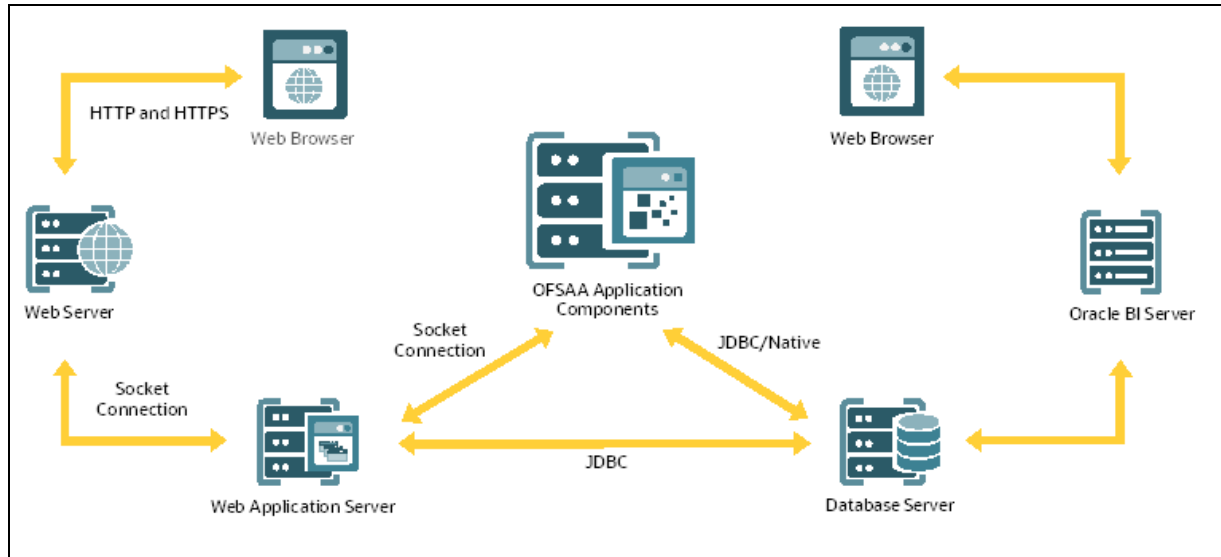 HTTP and HTTPS
Web Browser
Web Browser
Web Server
OFSAA Application
Components
Oracle BI Server
Socket
Connection
JDBC/Native
Socket
Connection
JDBC
Web Application Server
Database Server